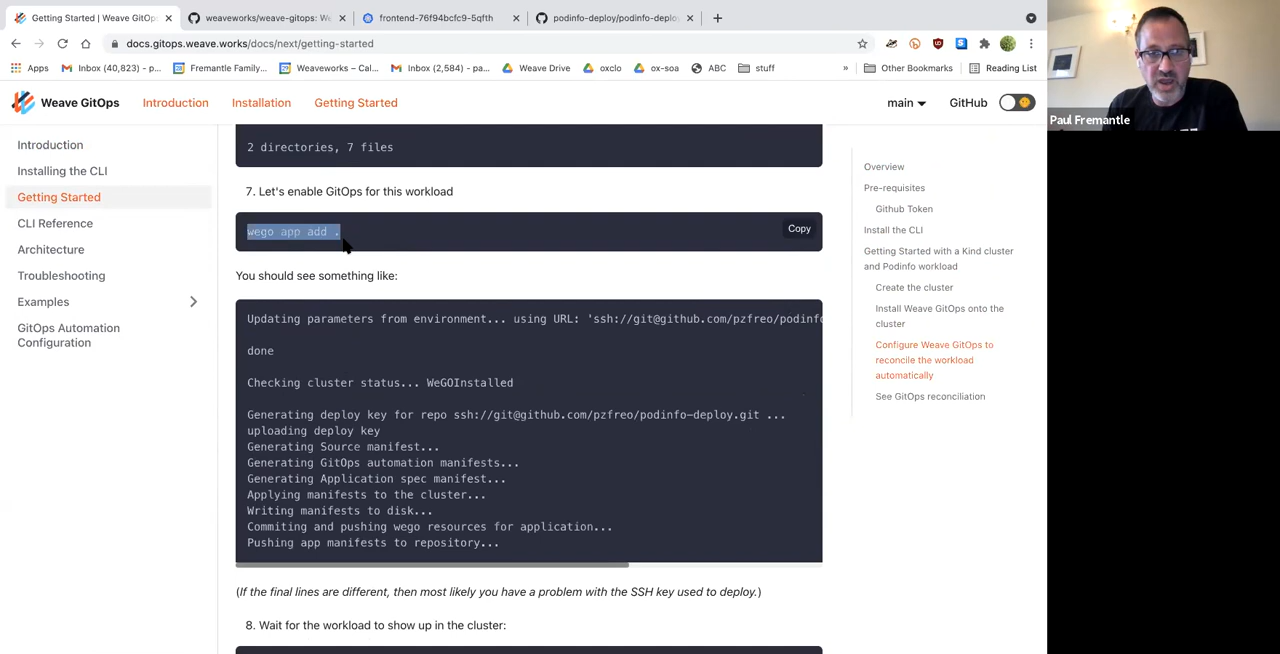 Getting Started | Weave GitOps
weaveworks/weave-gitops: We
frontend-76f94bcfc9-5qfth
podinfo-deploy/podinfo-deplo
docs.gitops.weave.works/docs/next/getting-started
Apps
Inbox (40,823) - p...
Fremantle Family...
Weaveworks – Cal...
Inbox (2,584) - pa...
Weave Drive
oxclo
ox-soa
ABC
stuff
»
Other Bookmarks
Reading List
Paul Fremantle
Weave GitOps
Introduction
Installation
Getting Started
main
GitHub
Introduction
Installing the CLI
Getting Started
CLI Reference
Architecture
Troubleshooting
Examples
GitOps Automation
Configuration
2 directories, 7 files
7. Let's enable GitOps for this workload
wego app add .
Copy
You should see something like:
Updating parameters from environment... using URL: 'ssh://git@github.com/pzfreo/podinfo
done
Checking cluster status... WeGOInstalled
Generating deploy key for repo ssh://git@github.com/pzfreo/podinfo-deploy.git ...
uploading deploy key
Generating Source manifest...
Generating GitOps automation manifests...
Generating Application spec manifest...
Applying manifests to the cluster...
Writing manifests to disk...
Commiting and pushing wego resources for application...
Pushing app manifests to repository...
(If the final lines are different, then most likely you have a problem with the SSH key used to deploy.)
8. Wait for the workload to show up in the cluster:
Overview
Pre-requisites
Github Token
Install the CLI
Getting Started with a Kind cluster
and Podinfo workload
Create the cluster
Install Weave GitOps onto the
cluster
Configure Weave GitOps to
reconcile the workload
automatically
See GitOps reconciliation